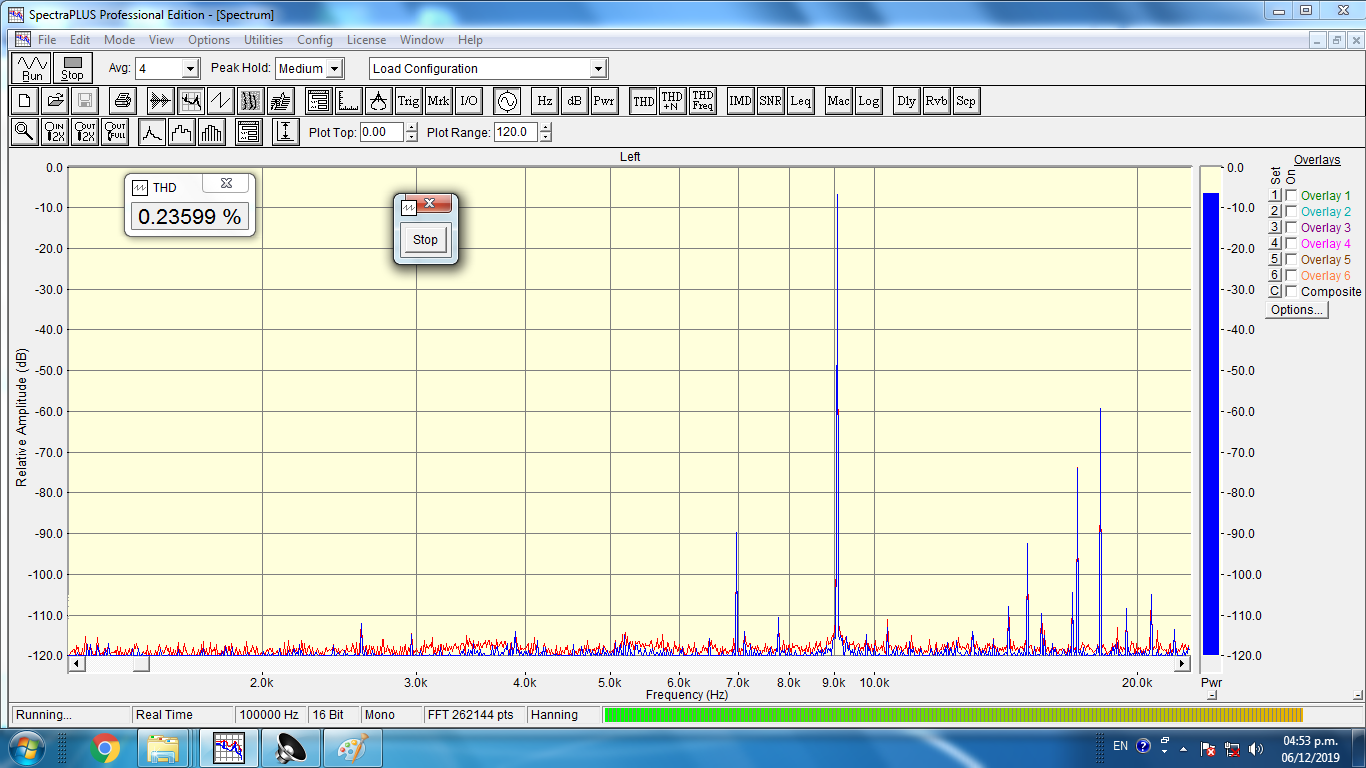 SpectraPLUS Professional Edition - [Spectrum]
File Edit Mode View Options Utilities Config License Window Help
Run Stop Avg: 4 Peak Hold: Medium Load Configuration
Trig Mrk I/O Hz dB Pwr THD THD +N THD Freq IMD SNR Leq Mac Log Dly Rvb Scp
IN 2X OUT 2X OUT FULL Plot Top: 0.00 Plot Range: 120.0
Left
Relative Amplitude (dB)
0.0
-10.0
-20.0
-30.0
-40.0
-50.0
-60.0
-70.0
-80.0
-90.0
-100.0
-110.0
-120.0
THD
0.23599 %
Stop
0.0
-10.0
-20.0
-30.0
-40.0
-50.0
-60.0
-70.0
-80.0
-90.0
-100.0
-110.0
-120.0
Pwr
Overlays
Set On
1 Overlay 1
2 Overlay 2
3 Overlay 3
4 Overlay 4
5 Overlay 5
6 Overlay 6
C Composite
Options...
2.0k 3.0k 4.0k 5.0k 6.0k 7.0k 8.0k 9.0k 10.0k 20.0k
Frequency (Hz)
Running... Real Time 100000 Hz 16 Bit Mono FFT 262144 pts Hanning
EN 04:53 p.m.
06/12/2019